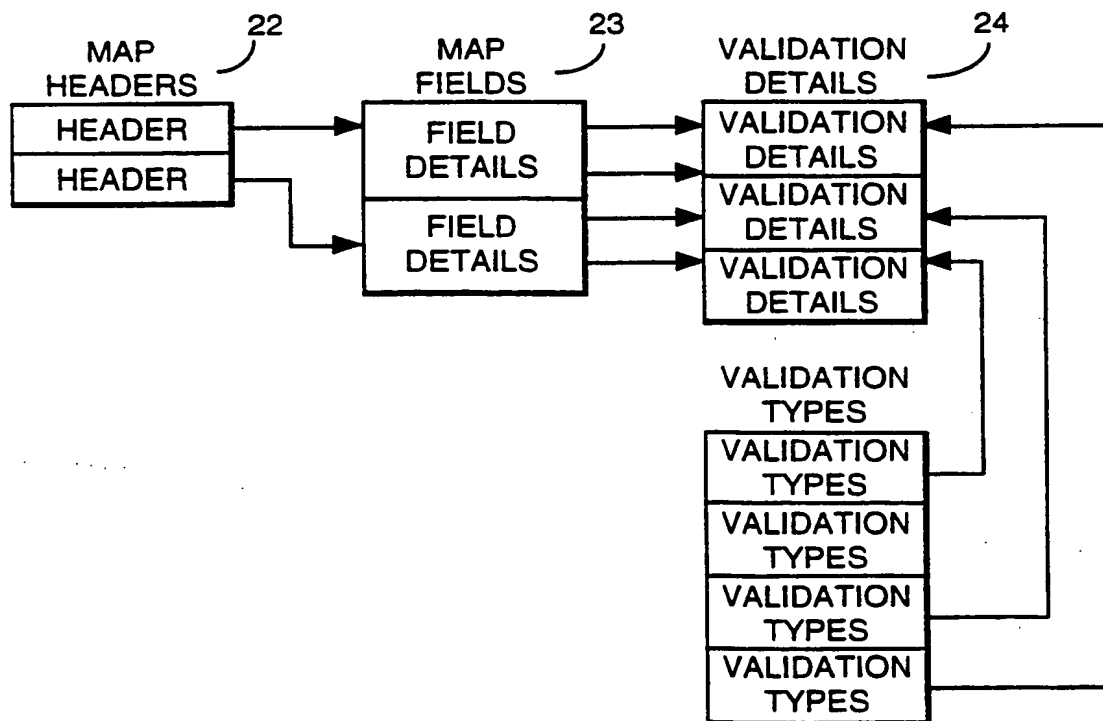 22
MAP
HEADERS
HEADER
HEADER
23
MAP
FIELDS
FIELD
DETAILS
FIELD
DETAILS
24
VALIDATION
DETAILS
VALIDATION
DETAILS
VALIDATION
DETAILS
VALIDATION
DETAILS
VALIDATION
TYPES
VALIDATION
TYPES
VALIDATION
TYPES
VALIDATION
TYPES
VALIDATION
TYPES